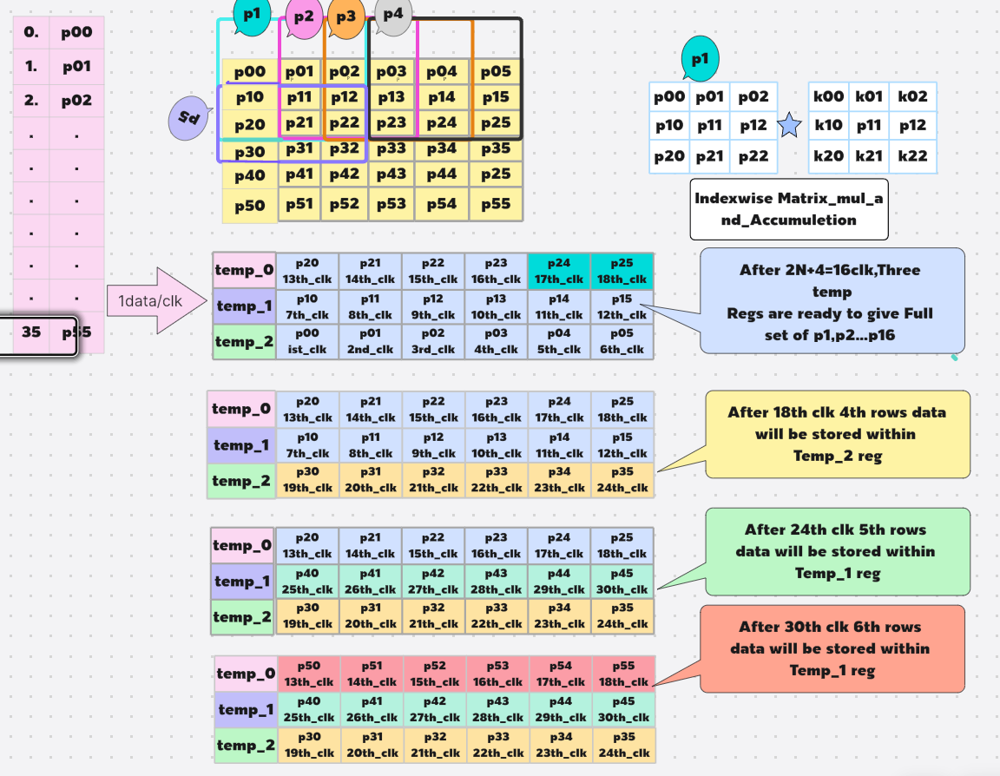 0. p00
1. p01
2. p02
. .
. .
. .
. .
. .
. .
35 p55
1data/clk
p1 p2 p3 p4
p5
p00 p01 p02 p03 p04 p05
p10 p11 p12 p13 p14 p15
p20 p21 p22 p23 p24 p25
p30 p31 p32 p33 p34 p35
p40 p41 p42 p43 p44 p25
p50 p51 p52 p53 p54 p55
p1
p00 p01 p02 k00 k01 k02
p10 p11 p12 k10 p11 p12
p20 p21 p22 k20 k21 k22
Indexwise Matrix_mul_a
nd_Accumuletion
temp_0 p20 p21 p22 p23 p24 p25
13th_clk 14th_clk 15th_clk 16th_clk 17th_clk 18th_clk
temp_1 p10 p11 p12 p13 p14 p15
7th_clk 8th_clk 9th_clk 10th_clk 11th_clk 12th_clk
temp_2 p00 p01 p02 p03 p04 p05
ist_clk 2nd_clk 3rd_clk 4th_clk 5th_clk 6th_clk
After 2N+4=16clk,Three
temp
Regs are ready to give Full
set of p1,p2...p16
temp_0 p20 p21 p22 p23 p24 p25
13th_clk 14th_clk 15th_clk 16th_clk 17th_clk 18th_clk
temp_1 p10 p11 p12 p13 p14 p15
7th_clk 8th_clk 9th_clk 10th_clk 11th_clk 12th_clk
temp_2 p30 p31 p32 p33 p34 p35
19th_clk 20th_clk 21th_clk 22th_clk 23th_clk 24th_clk
After 18th clk 4th rows data
will be stored within
Temp_2 reg
temp_0 p20 p21 p22 p23 p24 p25
13th_clk 14th_clk 15th_clk 16th_clk 17th_clk 18th_clk
temp_1 p40 p41 p42 p43 p44 p45
25th_clk 26th_clk 27th_clk 28th_clk 29th_clk 30th_clk
temp_2 p30 p31 p32 p33 p34 p35
19th_clk 20th_clk 21th_clk 22th_clk 23th_clk 24th_clk
After 24th clk 5th rows
data will be stored within
Temp_1 reg
temp_0 p50 p51 p52 p53 p54 p55
13th_clk 14th_clk 15th_clk 16th_clk 17th_clk 18th_clk
temp_1 p40 p41 p42 p43 p44 p45
25th_clk 26th_clk 27th_clk 28th_clk 29th_clk 30th_clk
temp_2 p30 p31 p32 p33 p34 p35
19th_clk 20th_clk 21th_clk 22th_clk 23th_clk 24th_clk
After 30th clk 6th rows
data will be stored within
Temp_1 reg